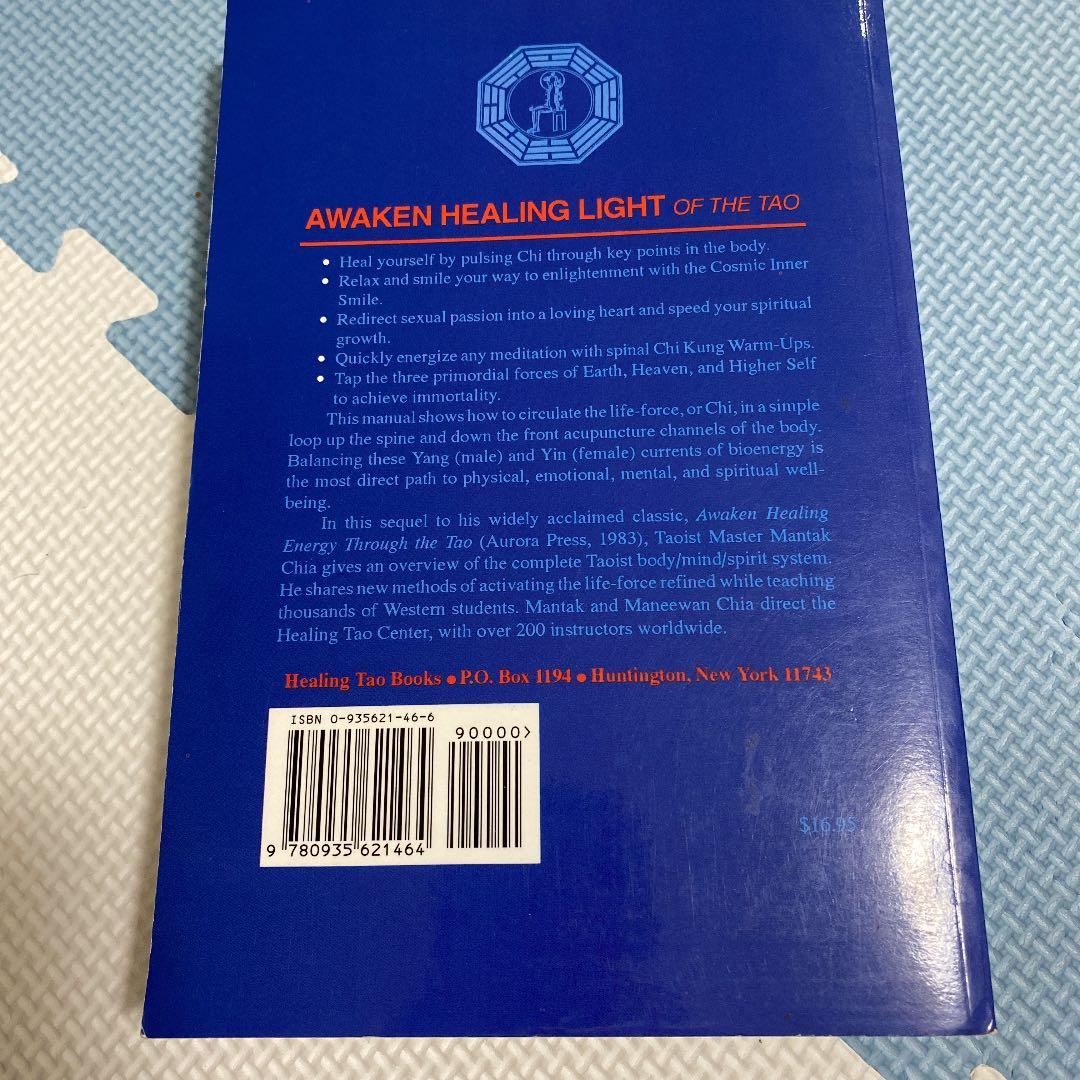 AWAKEN HEALING LIGHT OF THE TAO
• Heal yourself by pulsing Chi through key points in the body.
• Relax and smile your way to enlightenment with the Cosmic Inner
Smile.
• Redirect sexual passion into a loving heart and speed your spiritual
growth.
• Quickly energize any meditation with spinal Chi Kung Warm-Ups.
• Tap the three primordial forces of Earth, Heaven, and Higher Self
to achieve immortality.
This manual shows how to circulate the life-force, or Chi, in a simple
loop up the spine and down the front acupuncture channels of the body.
Balancing these Yang (male) and Yin (female) currents of bioenergy is
the most direct path to physical, emotional, mental, and spiritual well-
being.
In this sequel to his widely acclaimed classic, Awaken Healing
Energy Through the Tao (Aurora Press, 1983), Taoist Master Mantak
Chia gives an overview of the complete Taoist body/mind/spirit system.
He shares new methods of activating the life-force refined while teaching
thousands of Western students. Mantak and Maneewan Chia direct the
Healing Tao Center, with over 200 instructors worldwide.
Healing Tao Books • P.O. Box 1194 • Huntington, New York 11743
ISBN 0-935621-46-6
90000>
9 780935 621464
$16.95